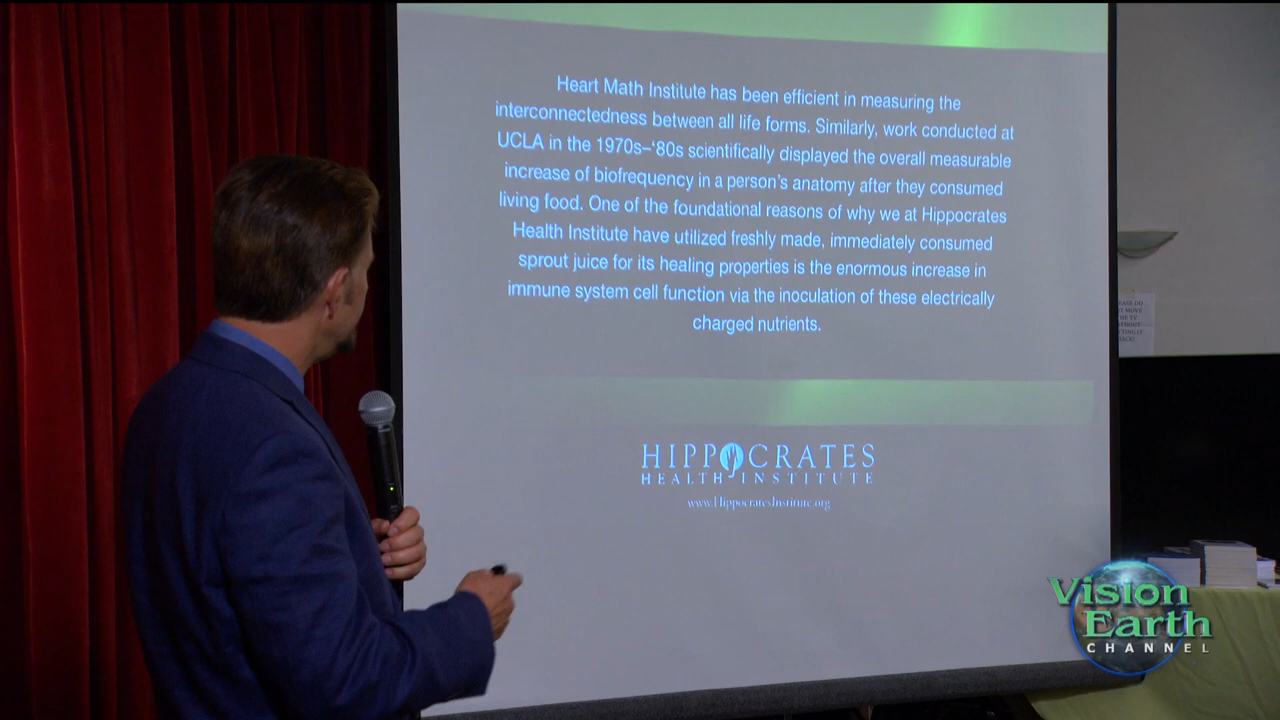 Heart Math Institute has been efficient in measuring the
interconnectedness between all life forms. Similarly, work conducted at
UCLA in the 1970s–‘80s scientifically displayed the overall measurable
increase of biofrequency in a person’s anatomy after they consumed
living food. One of the foundational reasons of why we at Hippocrates
Health Institute have utilized freshly made, immediately consumed
sprout juice for its healing properties is the enormous increase in
immune system cell function via the inoculation of these electrically
charged nutrients.
HIPPOCRATES
HEALTH INSTITUTE
www.HippocratesInstitute.org
MOVE
Vision
Earth
CHANNEL